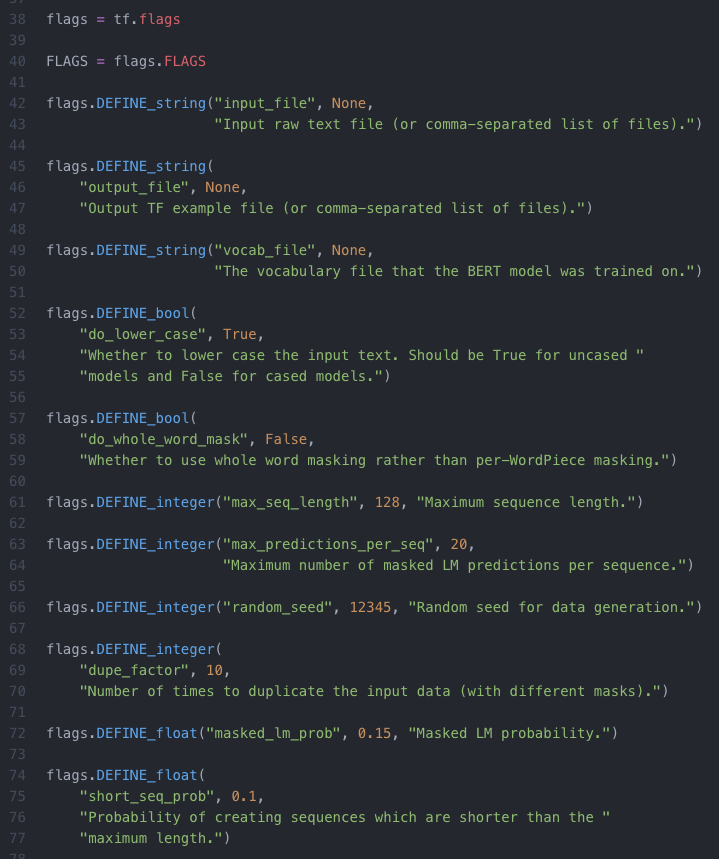 38 flags = tf.flags
39
40 FLAGS = flags.FLAGS
41
42 flags.DEFINE_string("input_file", None,
43                     "Input raw text file (or comma-separated list of files).")
44
45 flags.DEFINE_string(
46     "output_file", None,
47     "Output TF example file (or comma-separated list of files).")
48
49 flags.DEFINE_string("vocab_file", None,
50                     "The vocabulary file that the BERT model was trained on.")
51
52 flags.DEFINE_bool(
53     "do_lower_case", True,
54     "Whether to lower case the input text. Should be True for uncased "
55     "models and False for cased models.")
56
57 flags.DEFINE_bool(
58     "do_whole_word_mask", False,
59     "Whether to use whole word masking rather than per-WordPiece masking.")
60
61 flags.DEFINE_integer("max_seq_length", 128, "Maximum sequence length.")
62
63 flags.DEFINE_integer("max_predictions_per_seq", 20,
64                      "Maximum number of masked LM predictions per sequence.")
65
66 flags.DEFINE_integer("random_seed", 12345, "Random seed for data generation.")
67
68 flags.DEFINE_integer(
69     "dupe_factor", 10,
70     "Number of times to duplicate the input data (with different masks).")
71
72 flags.DEFINE_float("masked_lm_prob", 0.15, "Masked LM probability.")
73
74 flags.DEFINE_float(
75     "short_seq_prob", 0.1,
76     "Probability of creating sequences which are shorter than the "
77     "maximum length.")